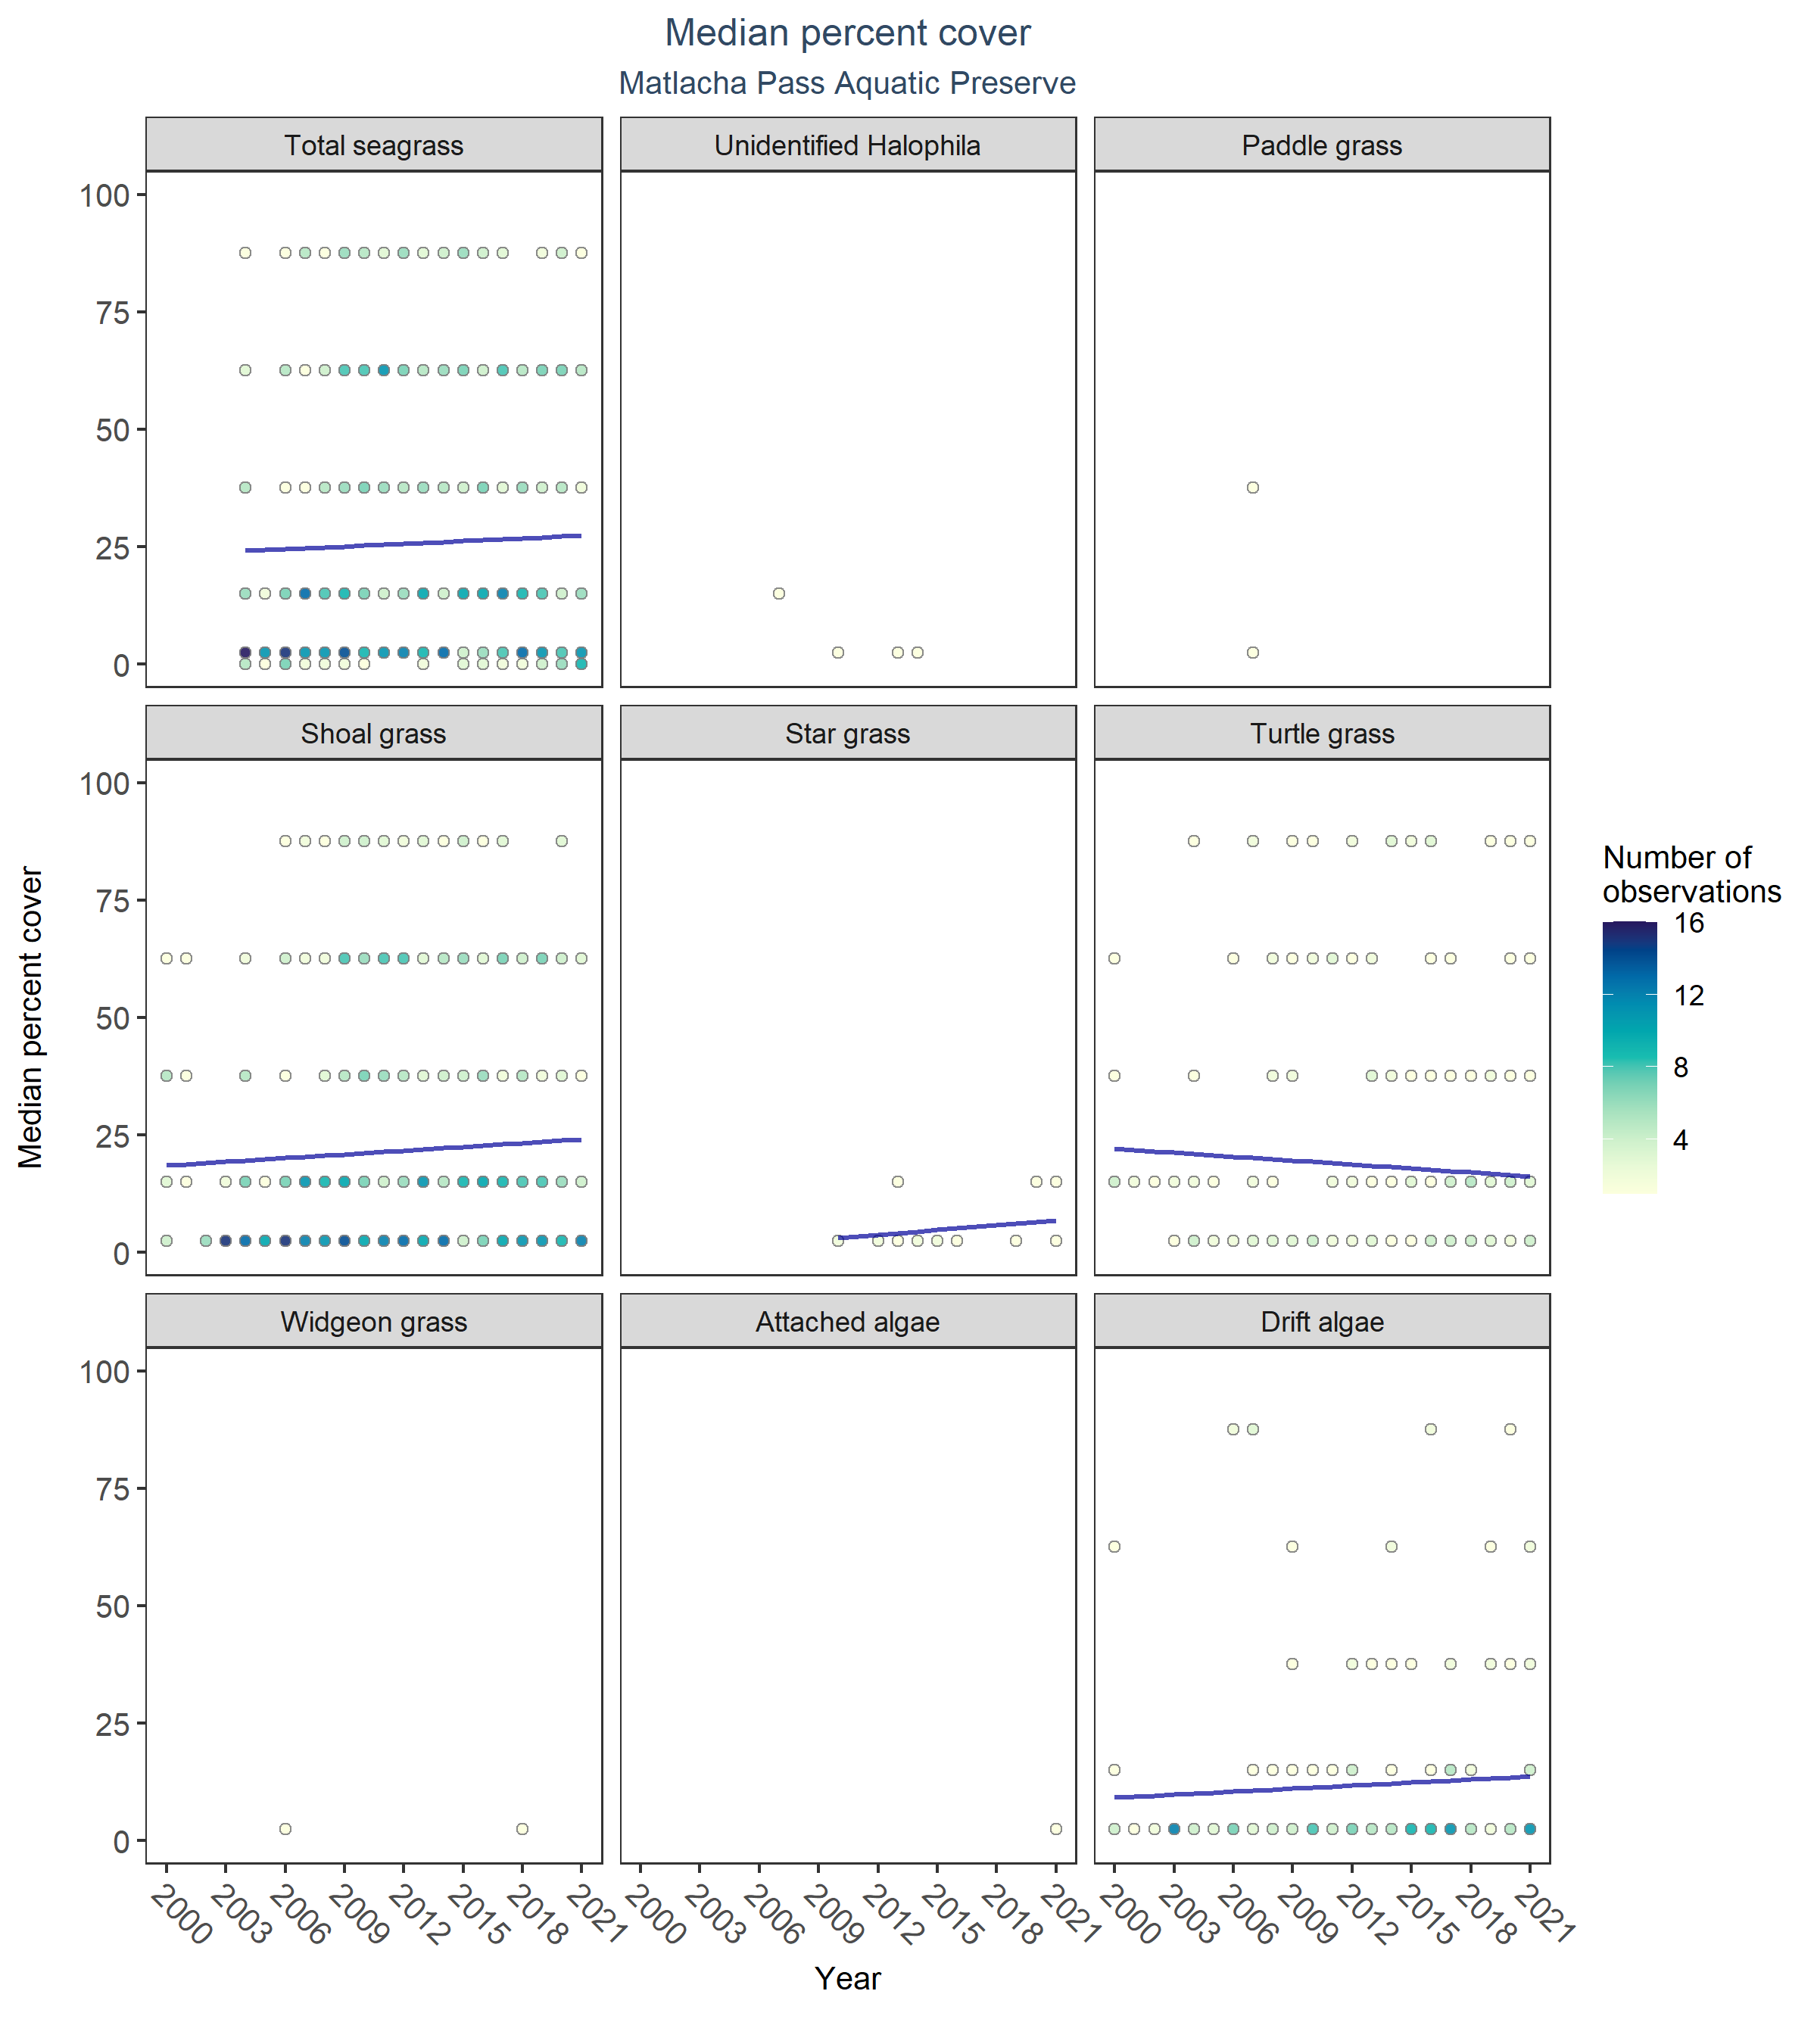 Median percent cover
Matlacha Pass Aquatic Preserve
Total seagrass
Unidentified Halophila
Paddle grass
100
75
50
25
0
Shoal grass
Star grass
Turtle grass
100
75
50
25
0
Widgeon grass
Attached algae
Drift algae
100
75
50
25
0
2000 2003 2006 2009 2012 2015 2018 2021
2000 2003 2006 2009 2012 2015 2018 2021
2000 2003 2006 2009 2012 2015 2018 2021
Year
Median percent cover
Number of
observations
16
12
8
4